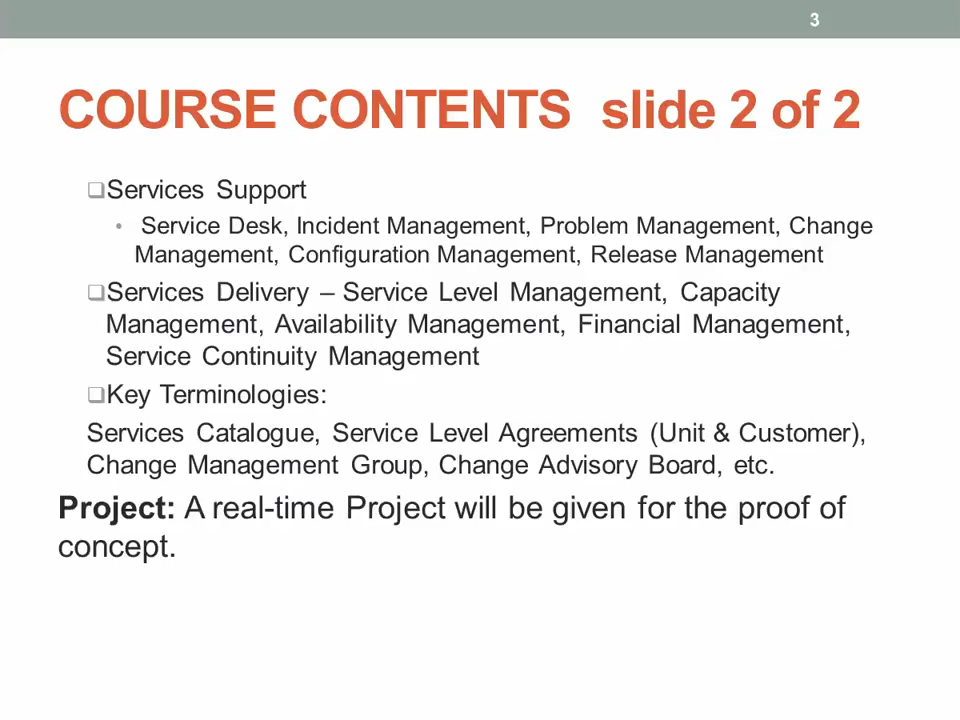 3
COURSE CONTENTS slide 2 of 2
❑Services Support
• Service Desk, Incident Management, Problem Management, Change
Management, Configuration Management, Release Management
❑Services Delivery – Service Level Management, Capacity
Management, Availability Management, Financial Management,
Service Continuity Management
❑Key Terminologies:
Services Catalogue, Service Level Agreements (Unit & Customer),
Change Management Group, Change Advisory Board, etc.
Project: A real-time Project will be given for the proof of
concept.